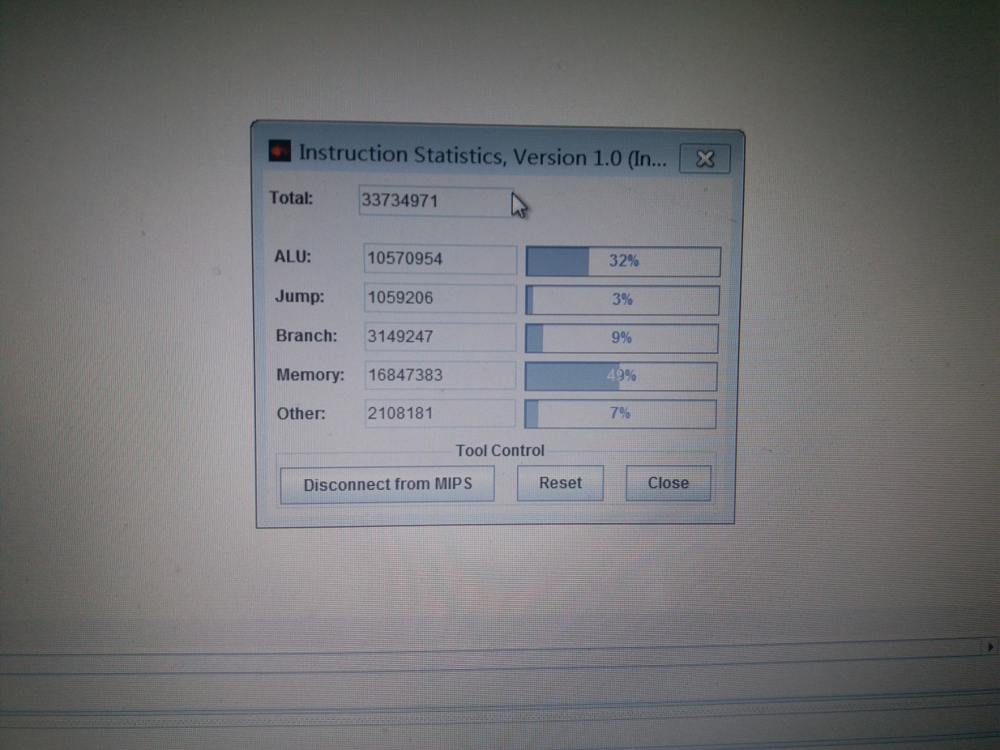 Instruction Statistics, Version 1.0 (In...
Total: 33734971
ALU: 10570954 32%
Jump: 1059206 3%
Branch: 3149247 9%
Memory: 16847383 49%
Other: 2108181 7%
Tool Control
Disconnect from MIPS Reset Close